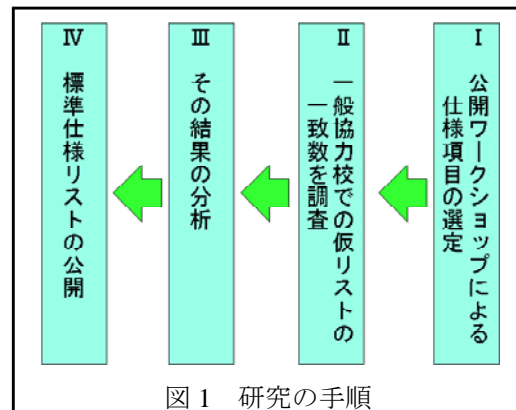 Ⅰ
公開ワークショップによる
仕様項目の選定
Ⅱ
一般協力校での仮リストの
一致数を調査
Ⅲ
その結果の分析
Ⅳ
標準仕様リストの公開
図1 研究の手順